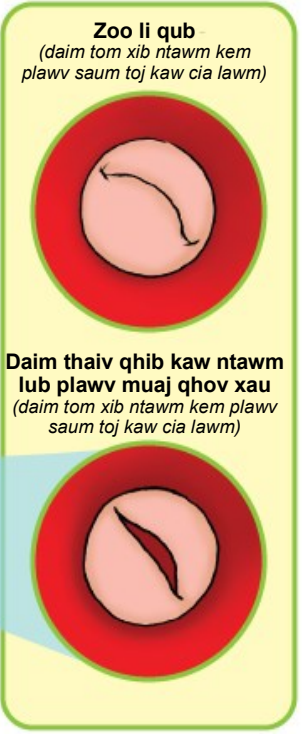 Zoo li qub
(daim tom xib ntawm kem
plawv saum toj kaw cia lawm)
Daim thaiv qhib kaw ntawm
lub plawv muaj qhov xau
(daim tom xib ntawm kem plawv
saum toj kaw cia lawm)